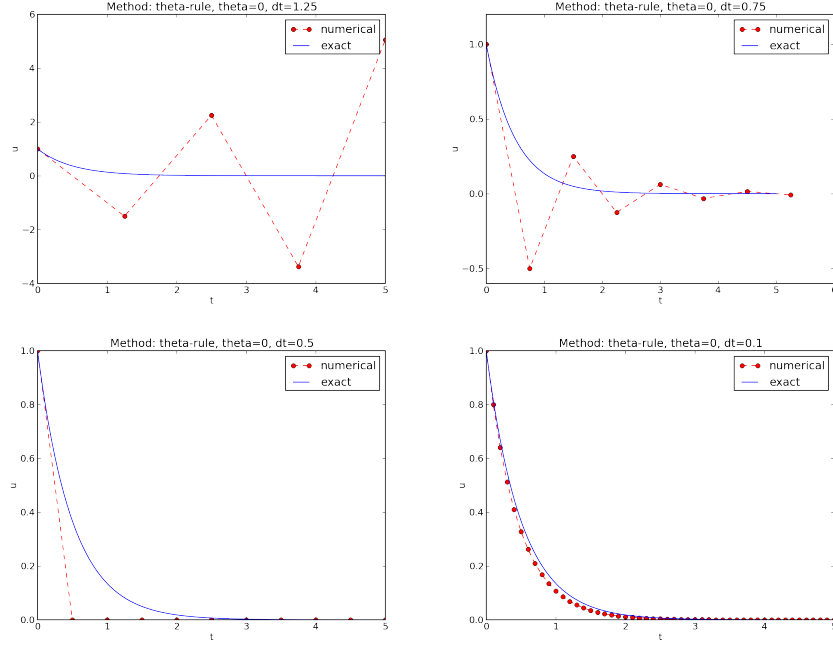 Method: theta-rule, theta=0, dt=1.25
6
4
2
0
−2
−4
u
0 1 2 3 4 5
t
numerical
exact
Method: theta-rule, theta=0, dt=0.75
1.0
0.5
0.0
−0.5
u
0 1 2 3 4 5 6
t
numerical
exact
Method: theta-rule, theta=0, dt=0.5
1.0
0.8
0.6
0.4
0.2
0.0
u
0 1 2 3 4 5
t
numerical
exact
Method: theta-rule, theta=0, dt=0.1
1.0
0.8
0.6
0.4
0.2
0.0
u
0 1 2 3 4 5
t
numerical
exact